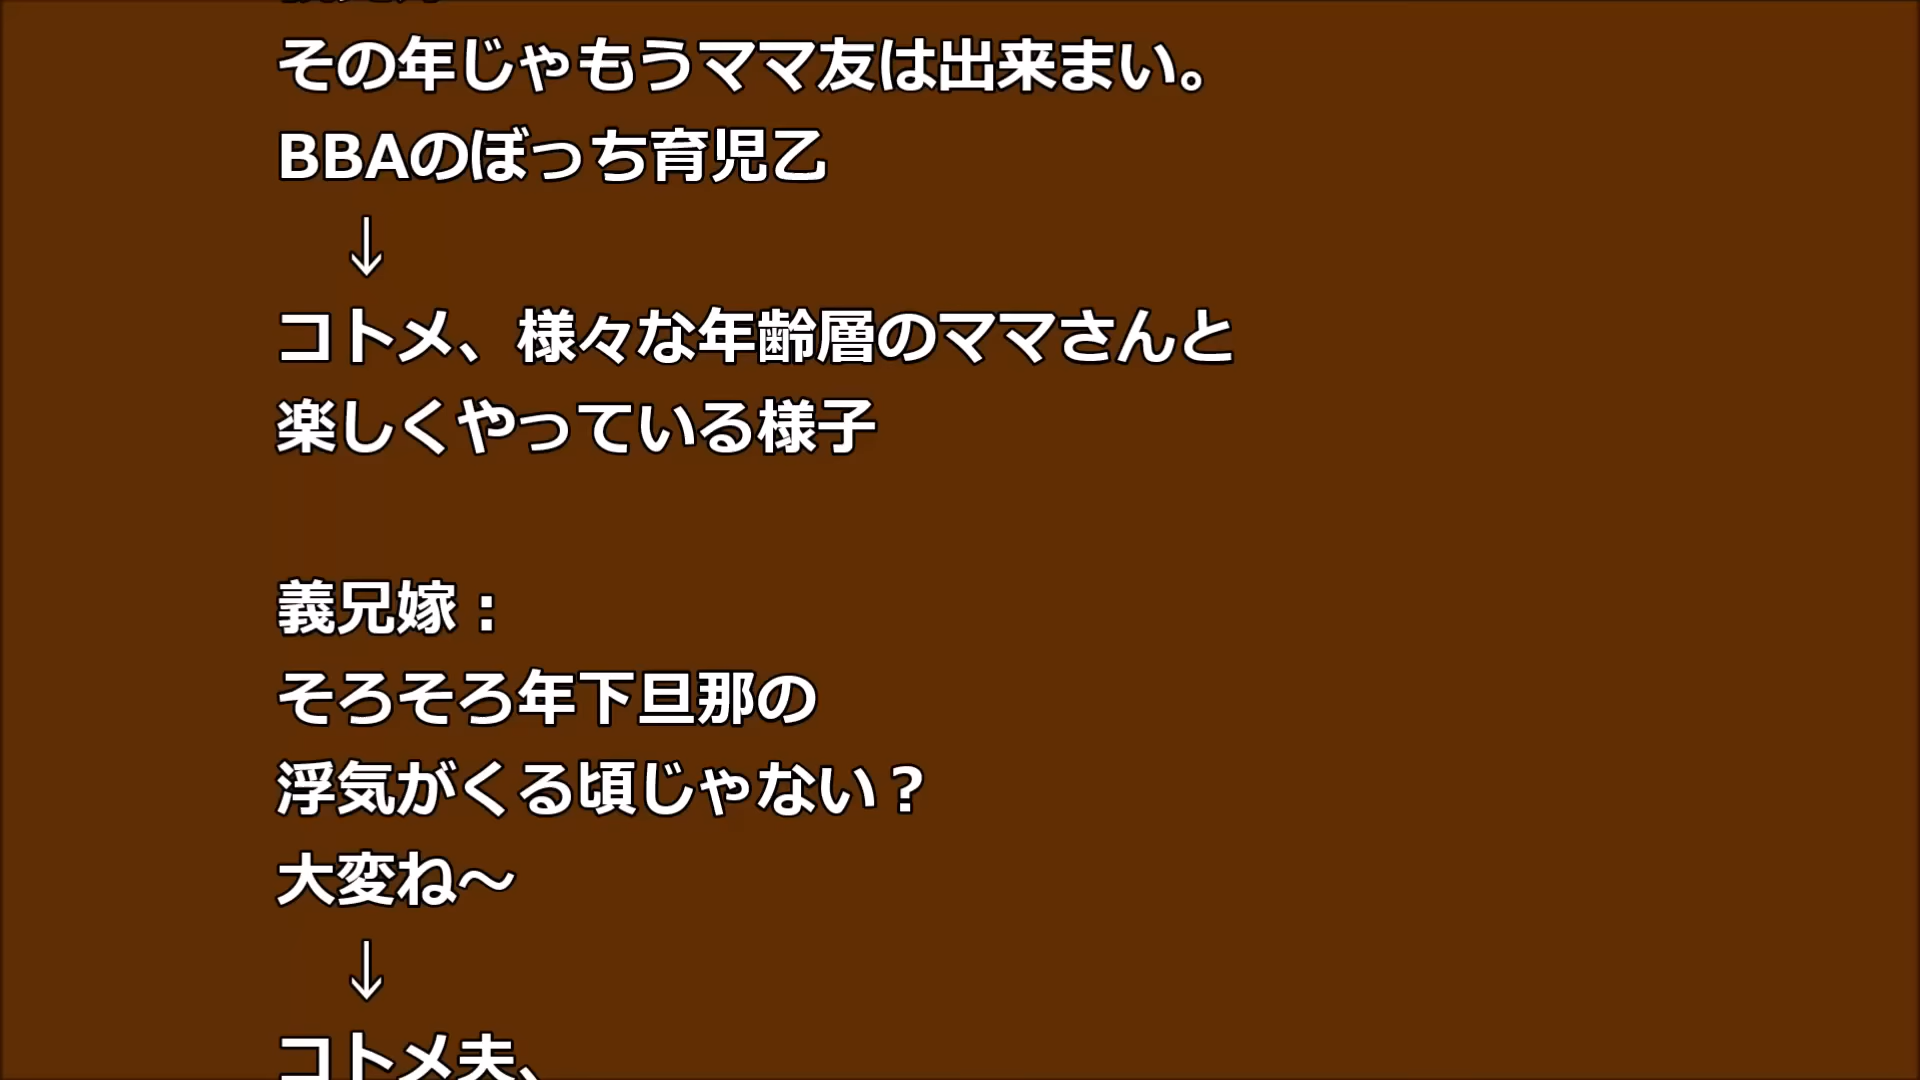 その年じゃもうママ友は出来まい。
BBAのぼっち育児乙
↓
コトメ、様々な年齢層のママさんと
楽しくやっている様子
義兄嫁：
そろそろ年下旦那の
浮気がくる頃じゃない？
大変ね～
↓
コトメ夫、